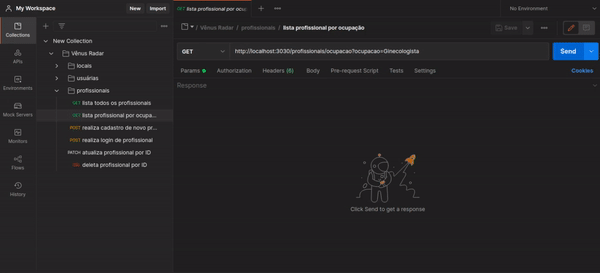 My Workspace
New
Import
GET lista profissional por ocu
No Environment
Collections
APIs
Environments
Mock Servers
Monitors
Flows
History
New Collection
Vênus Radar
locais
usuárias
profissionais
GET lista todos os profissionais
GET lista profissional por ocupa...
POST realiza cadastro de novo pr...
POST realiza login de profissional
PATCH atualiza profissional por ID
DEL deleta profissional por ID
Vênus Radar / profissionais / lista profissional por ocupação
Save
GET
http://localhost:3030/profissionais/ocupacao?ocupacao=Ginecologista
Send
Params
Authorization
Headers (6)
Body
Pre-request Script
Tests
Settings
Cookies
Response
Click Send to get a response